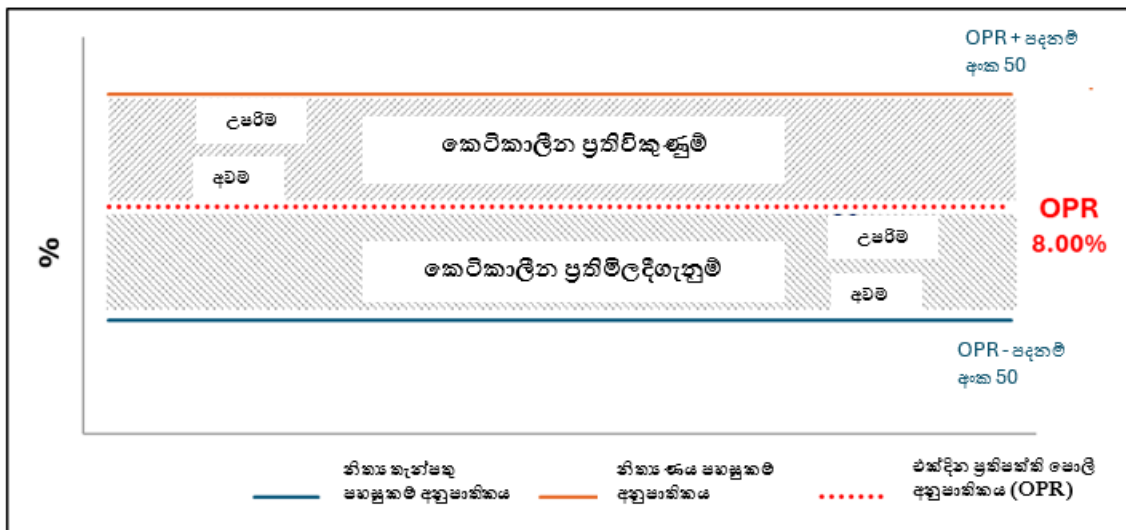 OPR + පදනම්
අංක 50
උපරිම
කෙටිකාලීන ප්‍රතිවිකුණුම්
අවම
%
OPR
8.00%
උපරිම
කෙටිකාලීන ප්‍රතිමිලදීගැනුම්
අවම
OPR - පදනම්
අංක 50
නිත්‍ය තැන්පතු
පහසුකම් අනුපාතිකය
නිත්‍ය ණය පහසුකම්
අනුපාතිකය
එක්දින ප්‍රතිපත්ති පොලී
අනුපාතිකය (OPR)